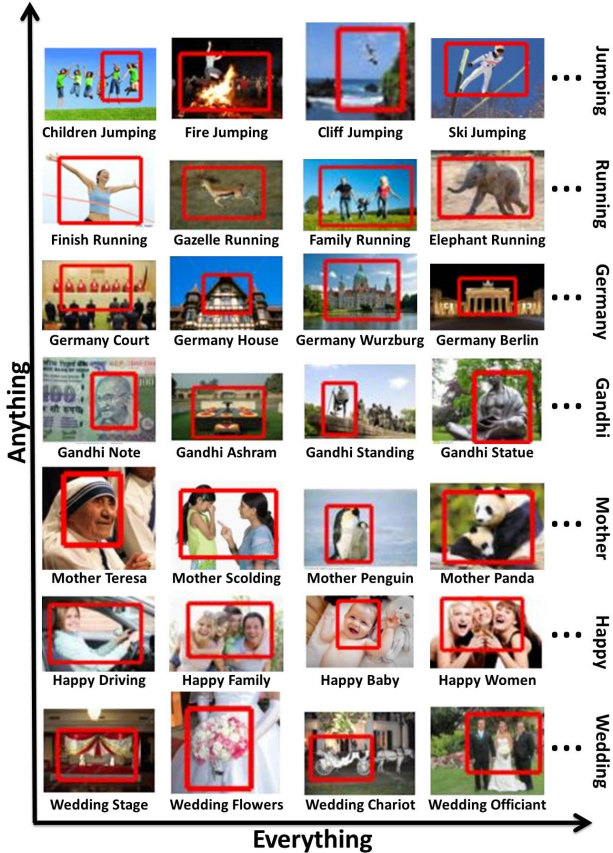 Children Jumping
Fire Jumping
Cliff Jumping
Ski Jumping
...
Jumping
Finish Running
Gazelle Running
Family Running
Elephant Running
...
Running
Germany Court
Germany House
Germany Wurzburg
Germany Berlin
...
Germany
100
Gandhi Note
Gandhi Ashram
Gandhi Standing
Gandhi Statue
...
Gandhi
Mother Teresa
Mother Scolding
Mother Penguin
Mother Panda
...
Mother
Happy Driving
Happy Family
Happy Baby
Happy Women
...
Happy
Wedding Stage
Wedding Flowers
Wedding Chariot
Wedding Officiant
...
Wedding
Anything
Everything